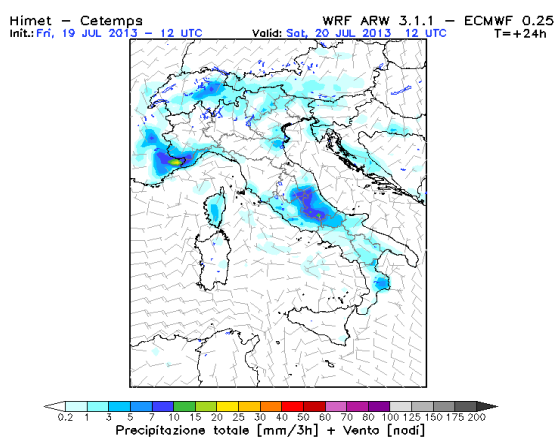 Himet – Cetemps WRF ARW 3.1.1 – ECMWF 0.25
Init.: Fri, 19 JUL 2013 – 12 UTC Valid: Sat, 20 JUL 2013 12 UTC T=+24h
0.2 1 3 5 7 10 15 20 25 30 40 50 60 70 80 100 125 150 175 200
Precipitazione totale [mm/3h] + Vento [nodi]